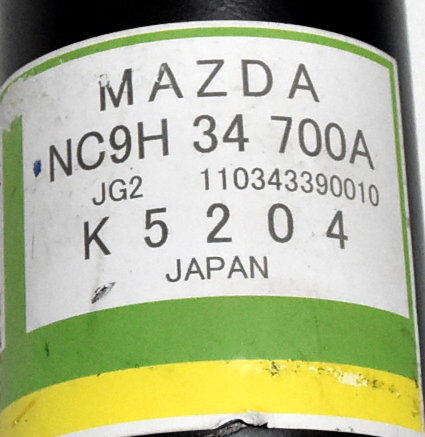 MAZDA
NC9H 34 700A
JG2 110343390010
K 5 2 0 4
JAPAN